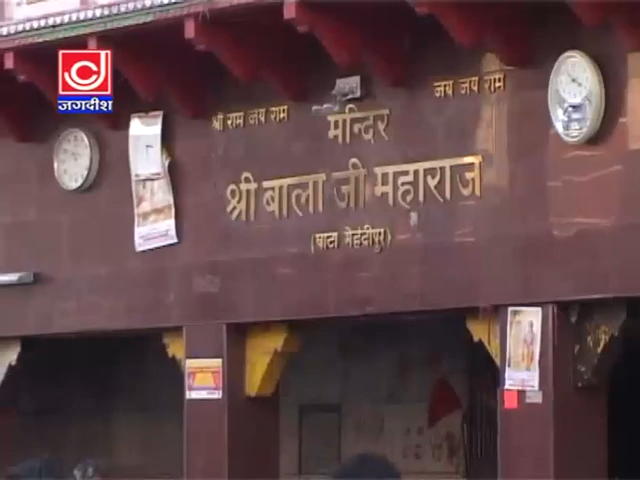 जगदीश
श्री राम जय राम
जय जय राम
मन्दिर
श्री बाला जी महाराज
(घाटा मेहंदीपुर)